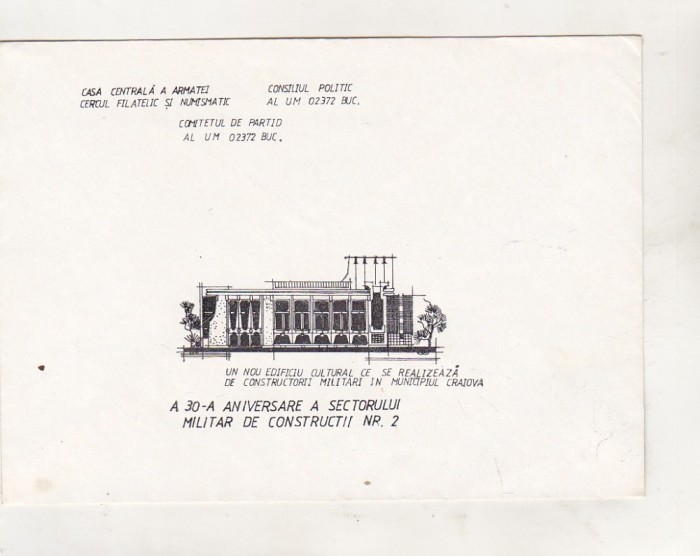 CASA CENTRALĂ A ARMATEI
CERCUL FILATELIC ȘI NUMISMATIC
CONSILIUL POLITIC
AL UM 02372 BUC.
COMITETUL DE PARTID
AL UM 02372 BUC.
UN NOU EDIFICIU CULTURAL CE SE REALIZEAZĂ
DE CONSTRUCTORII MILITARI IN MUNICIPIUL CRAIOVA
A 30-A ANIVERSARE A SECTORULUI
MILITAR DE CONSTRUCTII NR. 2